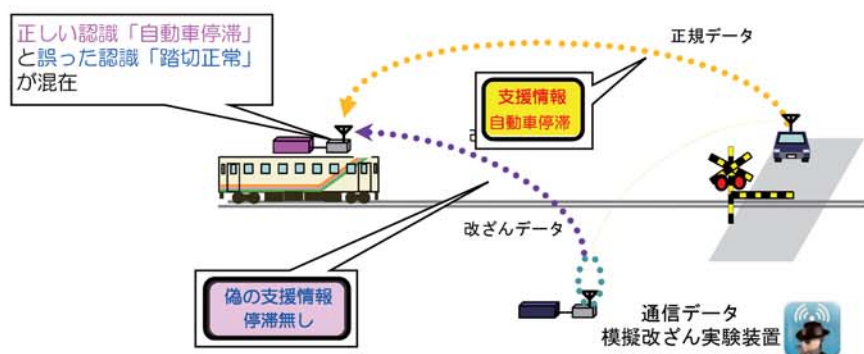 正しい認識「自動車停滞」
と誤った認識「踏切正常」
が混在
正規データ
支援情報
自動車停滞
改ざんデータ
偽の支援情報
停滞無し
通信データ
模擬改ざん実験装置